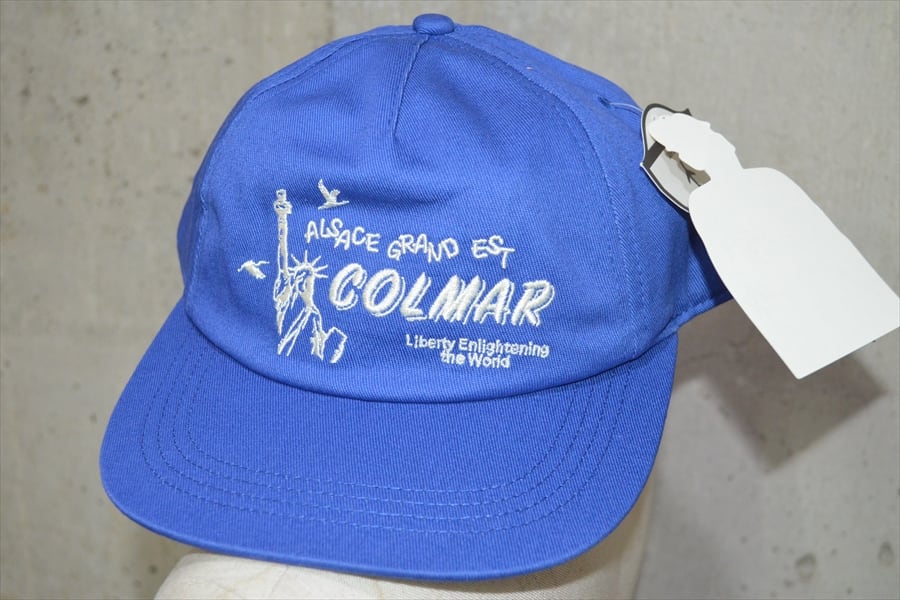 ALSACE GRAND EST
COLMAR
Liberty Enlightening
the World